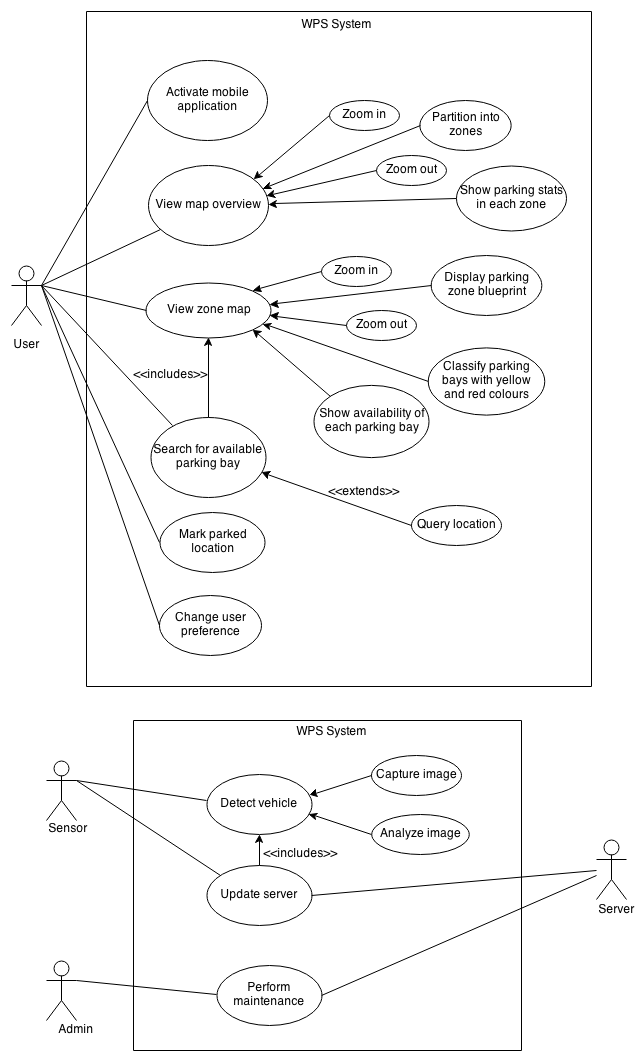 WPS System
Activate mobile
application
Zoom in
Partition into
zones
View map overview
Zoom out
Show parking stats
in each zone
User
View zone map
Zoom in
Display parking
zone blueprint
Zoom out
<<includes>>
Classify parking
bays with yellow
and red colours
Show availability of
each parking bay
Search for available
parking bay
<<extends>>
Query location
Mark parked
location
Change user
preference
WPS System
Sensor
Detect vehicle
Capture image
Analyze image
<<includes>>
Update server
Server
Admin
Perform
maintenance